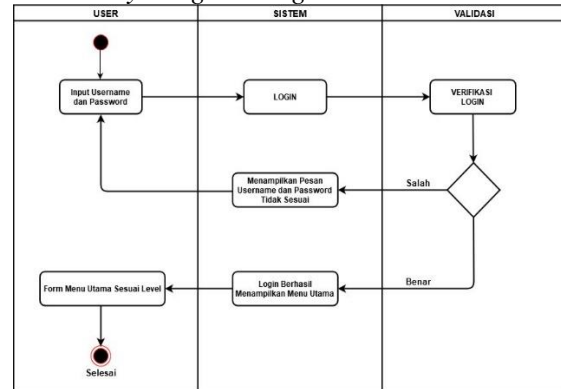 USER
SISTEM
VALIDASI
Input Username
dan Password
LOGIN
VERIFIKASI
LOGIN
Menampilkan Pesan
Username dan Password
Tidak Sesuai
Salah
Form Menu Utama Sesuai Level
Login Berhasil
Menampilkan Menu Utama
Benar
Selesai